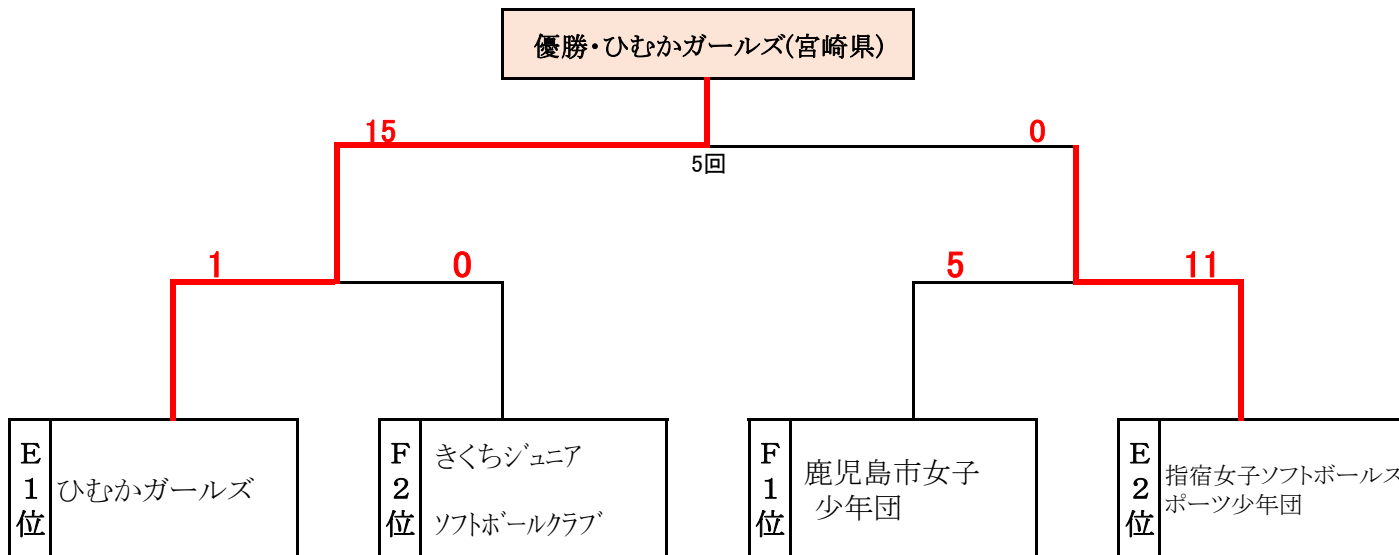 優勝・ひむかガールズ(宮崎県)
15
0
5回
1
0
5
11
E1位
ひむかガールズ
F2位
きくちジュニア
ソフトボールクラブ
F1位
鹿児島市女子
少年団
E2位
指宿女子ソフトボールス
ポーツ少年団